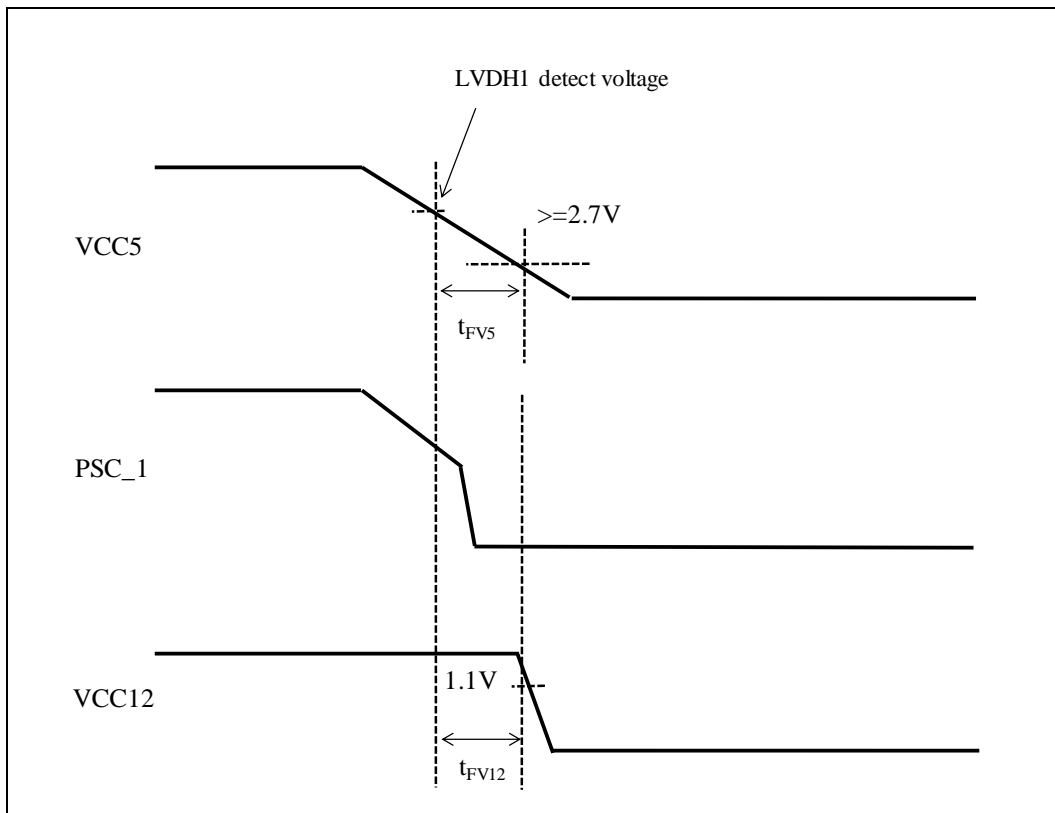 LVDH1 detect voltage
>=2.7V
VCC5
tFV5
PSC_1
1.1V
VCC12
tFV12